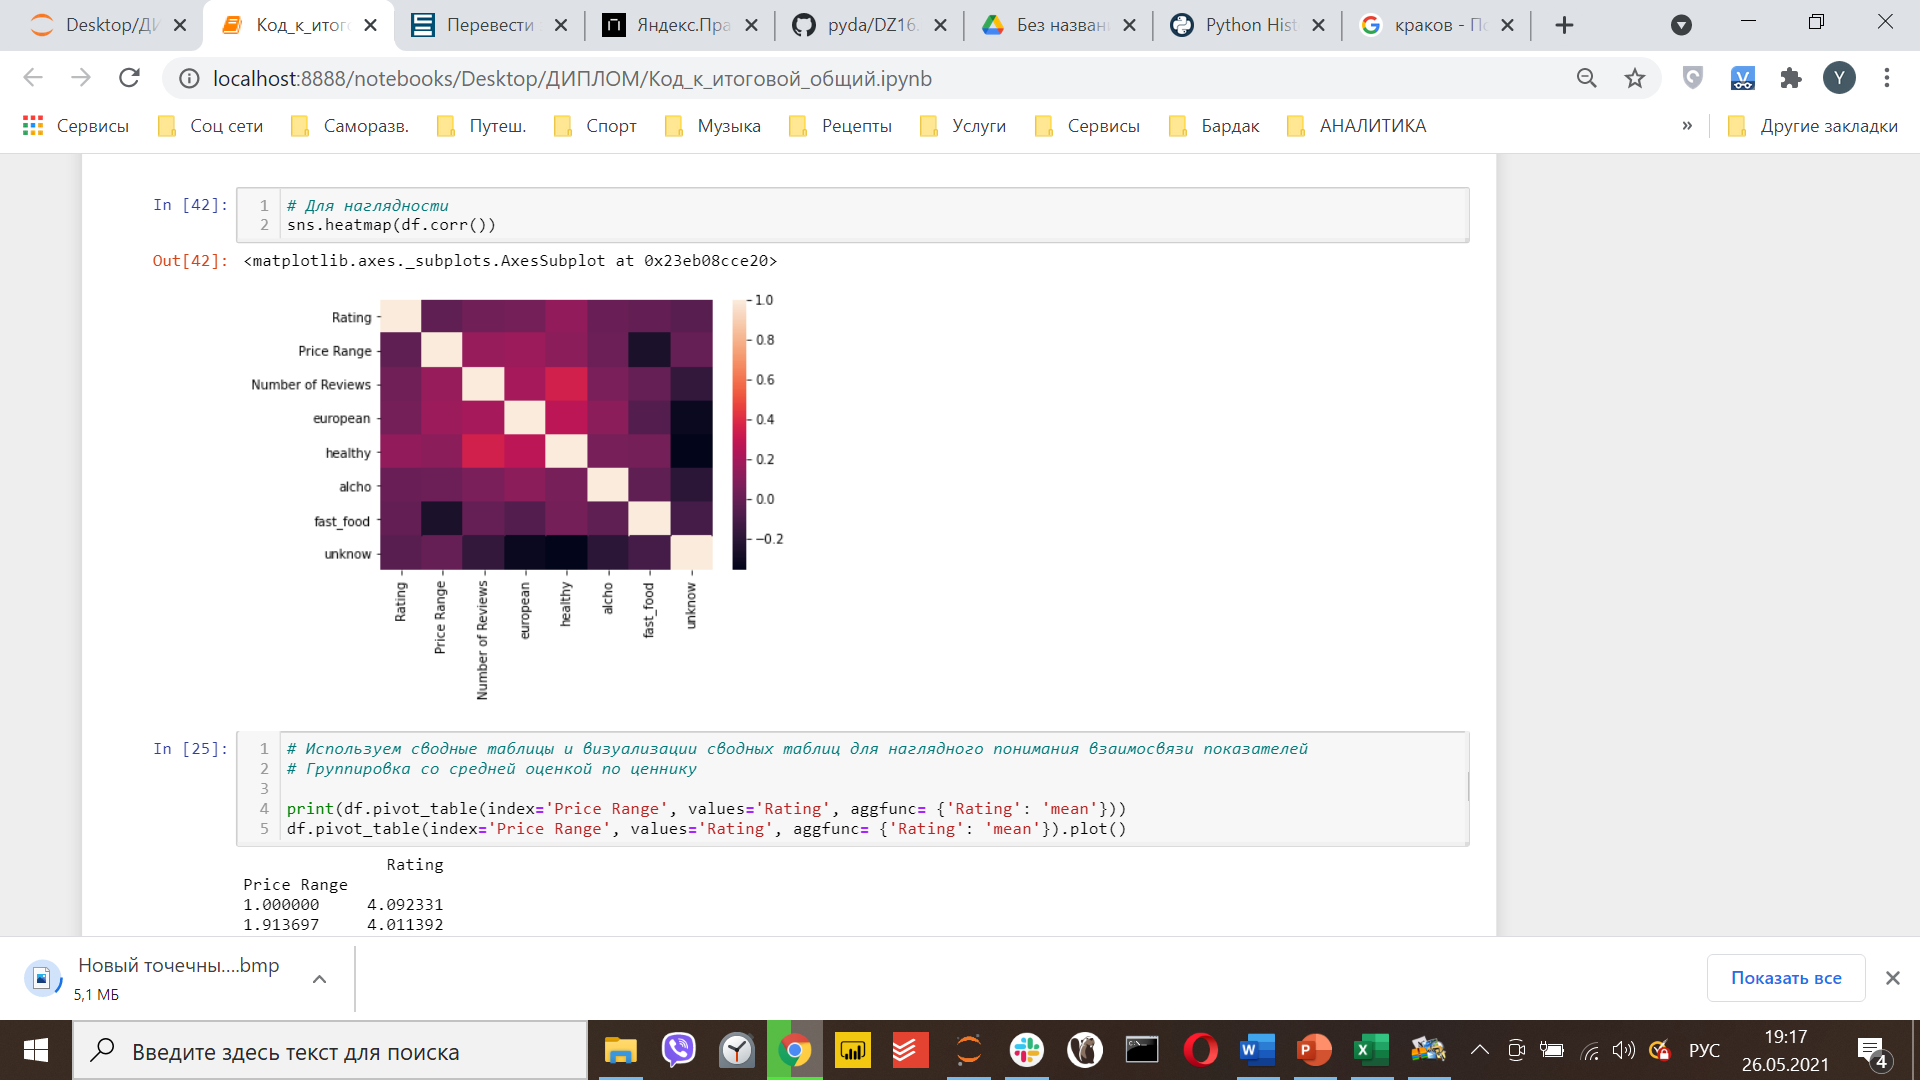 Desktop/ДИ
Код_к_итог
Перевести
Яндекс.Пра
pyda/DZ16.
Без названи
Python Hist
краков - По
localhost:8888/notebooks/Desktop/ДИПЛОМ/Код_к_итоговой_общий.ipynb
Y
Сервисы
Соц сети
Саморазв.
Путеш.
Спорт
Музыка
Рецепты
Услуги
Сервисы
Бардак
АНАЛИТИКА
»
Другие закладки
In [42]:
1 # Для наглядности
2 sns.heatmap(df.corr())
Out[42]: <matplotlib.axes._subplots.AxesSubplot at 0x23eb08cce20>
Rating
Price Range
Number of Reviews
european
healthy
alcho
fast_food
unknow
1.0
0.8
0.6
0.4
0.2
0.0
−0.2
Rating
Price Range
Number of Reviews
european
healthy
alcho
fast_food
unknow
In [25]:
1 # Используем сводные таблицы и визуализации сводных таблиц для наглядного понимания взаимосвязи показателей
2 # Группировка со средней оценкой по ценнику
3
4 print(df.pivot_table(index='Price Range', values='Rating', aggfunc= {'Rating': 'mean'}))
5 df.pivot_table(index='Price Range', values='Rating', aggfunc= {'Rating': 'mean'}).plot()
Rating
Price Range
1.000000 4.092331
1.913697 4.011392
Новый точечны....bmp
5,1 МБ
Показать все
Введите здесь текст для поиска
РУС
19:17
26.05.2021
4